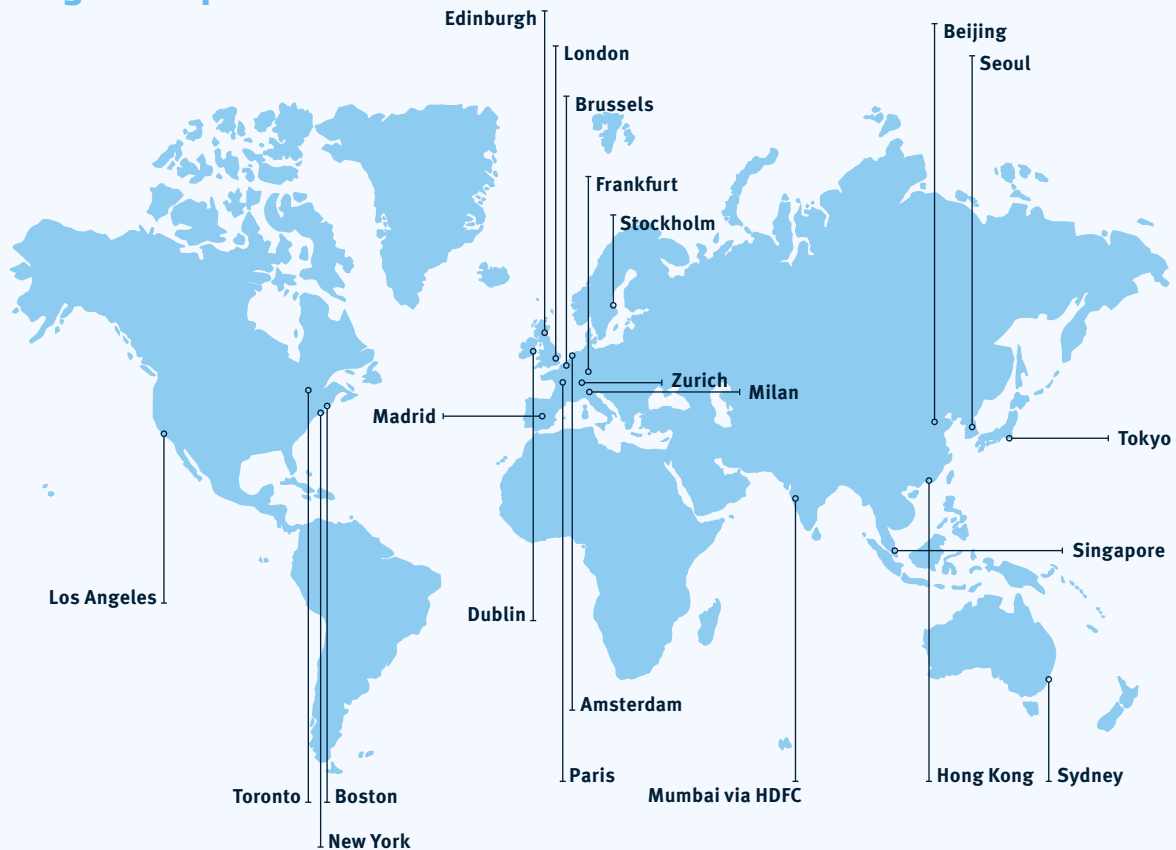 Edinburgh
Beijing
London
Seoul
Brussels
Frankfurt
Stockholm
Zurich
Milan
Madrid
Tokyo
Singapore
Los Angeles
Dublin
Amsterdam
Paris
Hong Kong
Sydney
Mumbai via HDFC
Toronto
Boston
New York